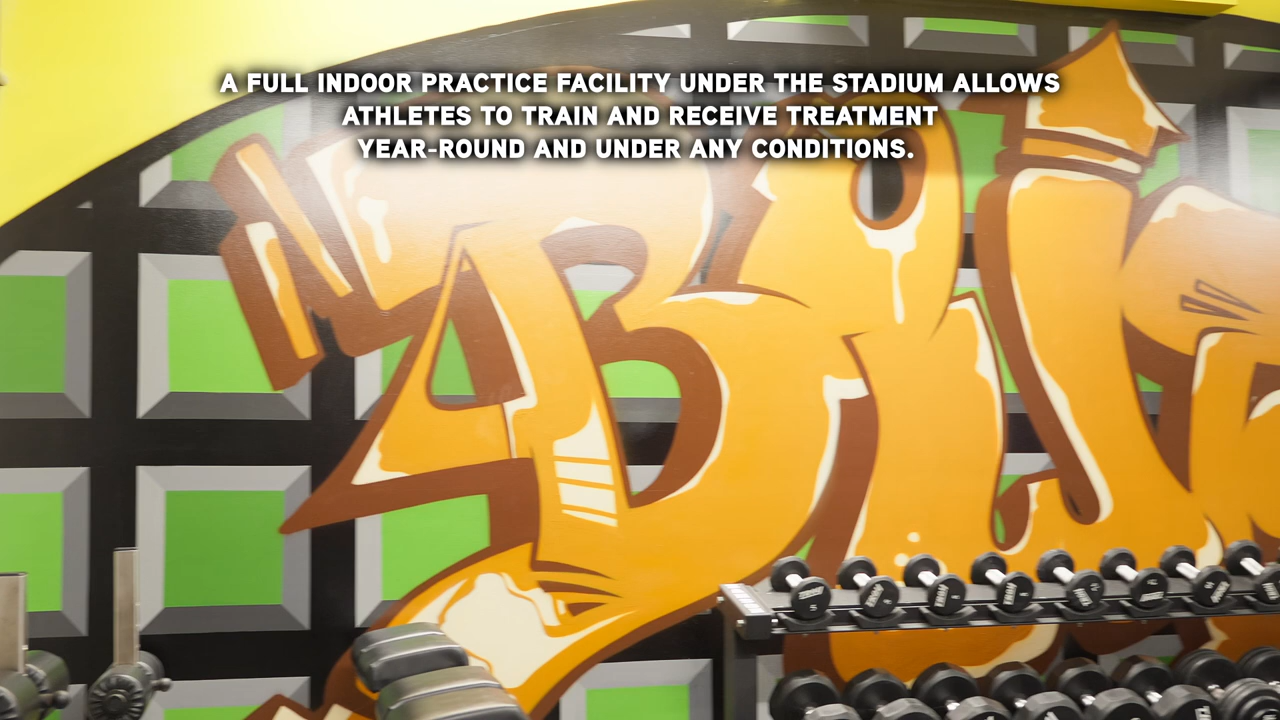 A FULL INDOOR PRACTICE FACILITY UNDER THE STADIUM ALLOWS
ATHLETES TO TRAIN AND RECEIVE TREATMENT
YEAR-ROUND AND UNDER ANY CONDITIONS.